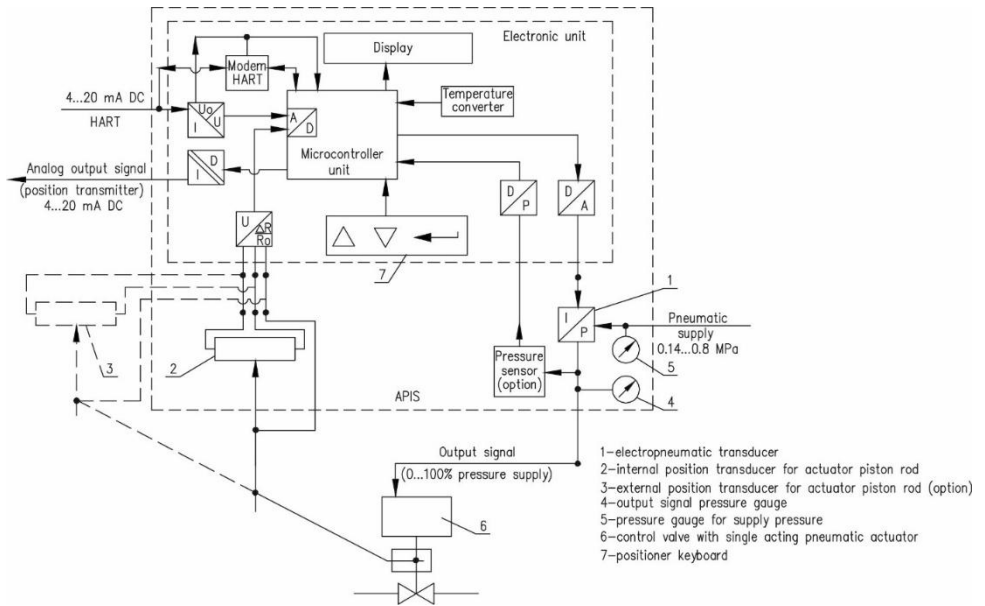 Electronic unit
Display
Modem
HART
Temperature
converter
4...20 mA DC
HART
Uo
U
I
A
D
Microcontroller
unit
Analog output signal
(position transmitter)
4...20 mA DC
D
I
D
P
D
A
U
△R
Ro
7
1
I
P
Pneumatic
supply
0.14...0.8 MPa
3
2
Pressure
sensor
(option)
5
4
APIS
Output signal
(0...100% pressure supply)
6
1-electropneumatic transducer
2-internal position transducer for actuator piston rod
3-external position transducer for actuator piston rod (option)
4-output signal pressure gauge
5-pressure gauge for supply pressure
6-control valve with single acting pneumatic actuator
7-positioner keyboard